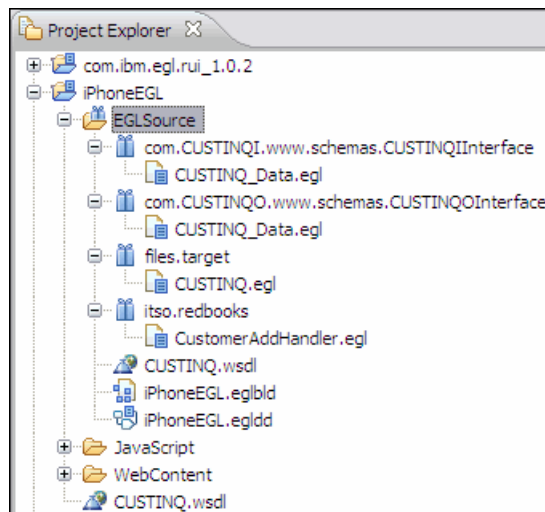 Project Explorer
com.ibm.egl.rui_1.0.2
iPhoneEGL
EGLSource
com.CUSTINQI.www.schemas.CUSTINQIInterface
CUSTINQ_Data.egl
com.CUSTINQO.www.schemas.CUSTINQOInterface
CUSTINQ_Data.egl
files.target
CUSTINQ.egl
itso.redbooks
CustomerAddHandler.egl
CUSTINQ.wsdl
iPhoneEGL.eglbld
iPhoneEGL.egldd
JavaScript
WebContent
CUSTINQ.wsdl